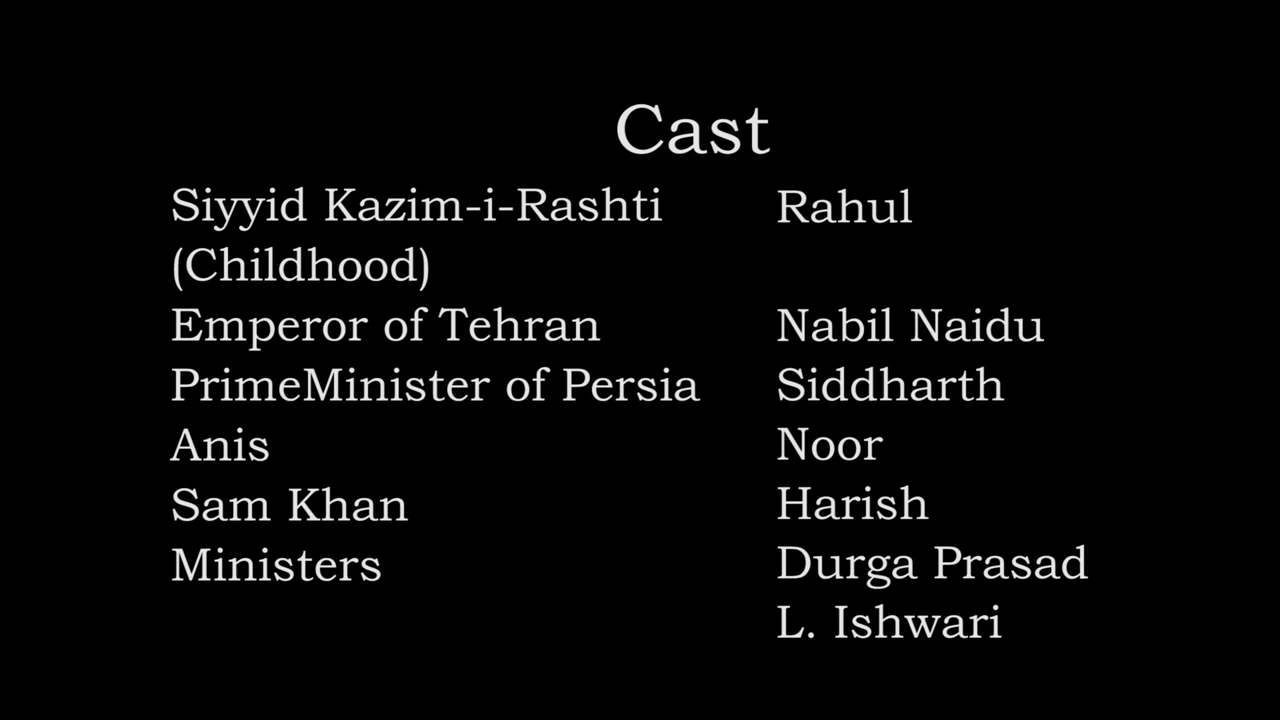 Cast
Siyyid Kazim-i-Rashti Rahul
(Childhood)
Emperor of Tehran Nabil Naidu
PrimeMinister of Persia Siddharth
Anis Noor
Sam Khan Harish
Ministers Durga Prasad
L. Ishwari